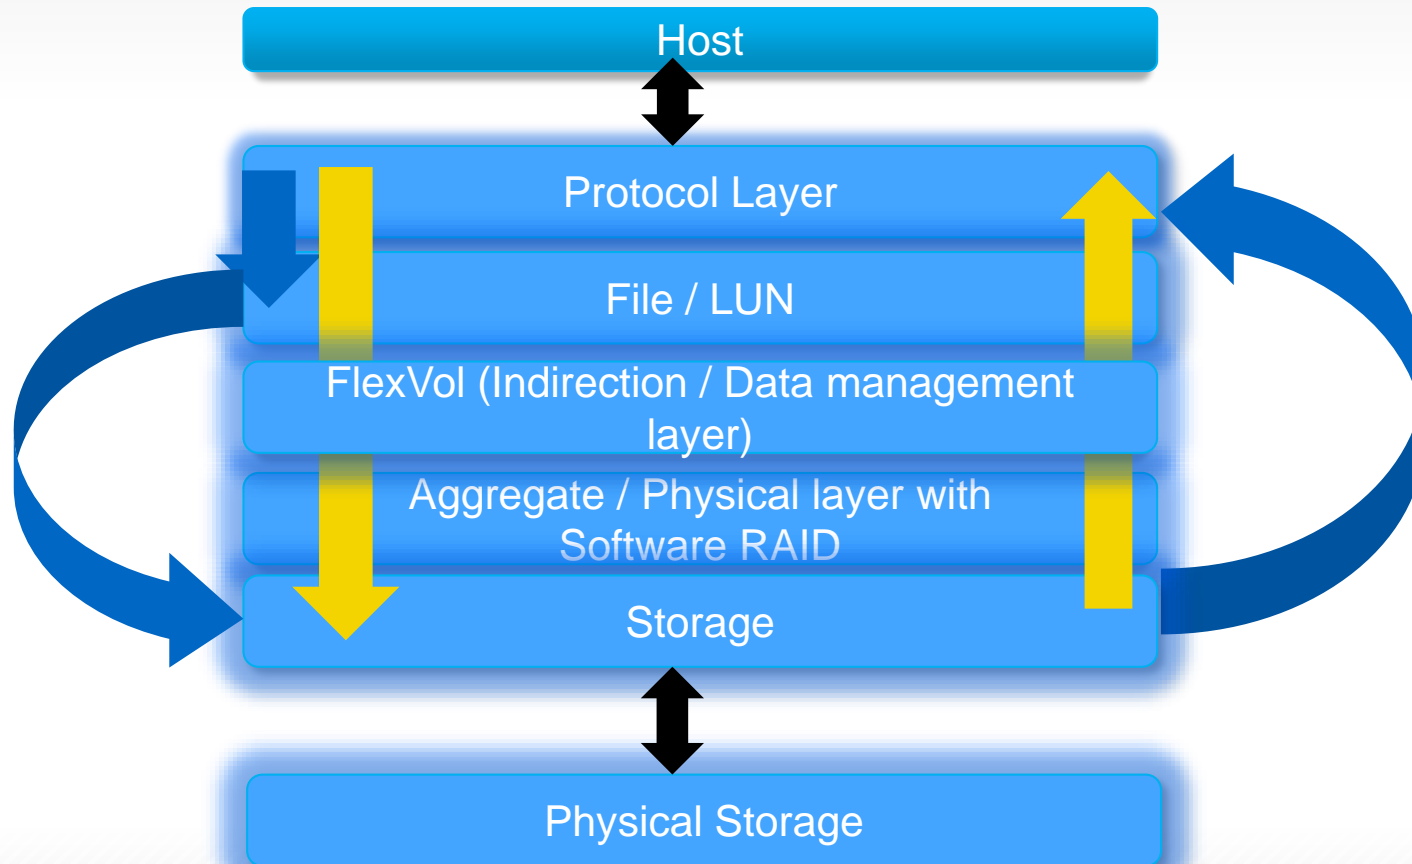 Host
Protocol Layer
File / LUN
FlexVol (Indirection / Data management
layer)
Aggregate / Physical layer with
Software RAID
Storage
Physical Storage